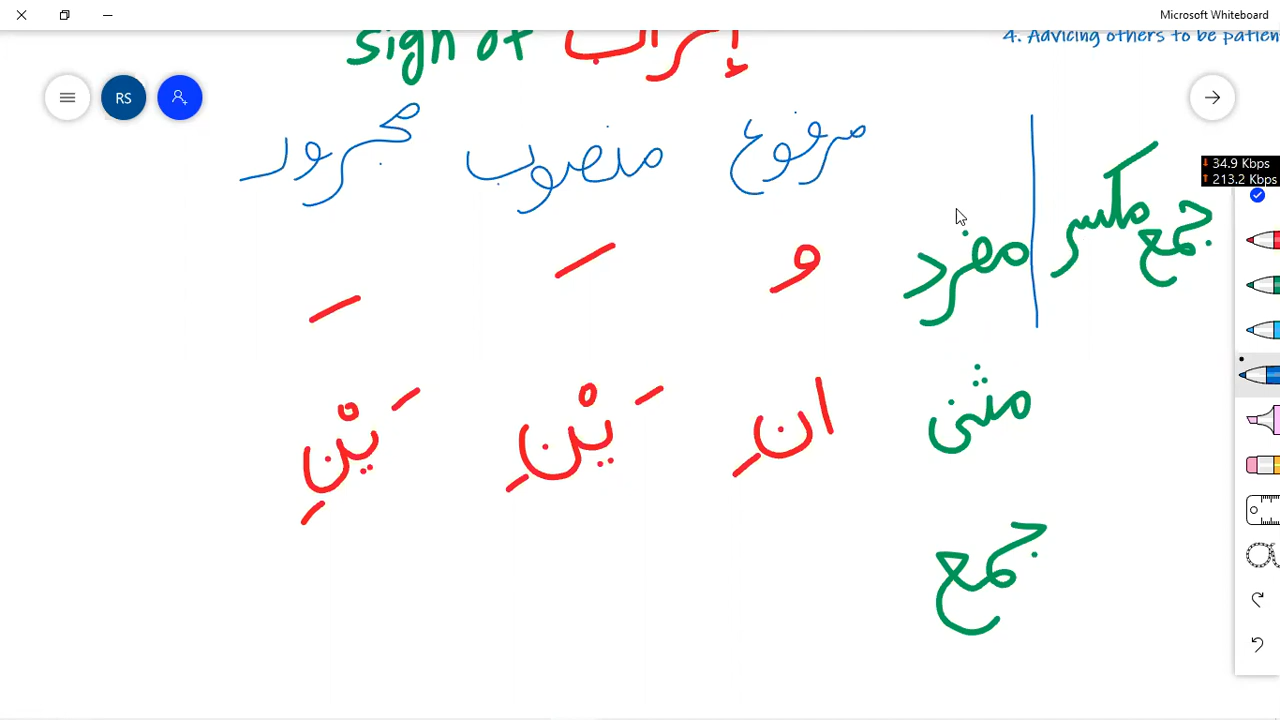 Microsoft Whiteboard
sign of إعراب
4. Advicing others to be patien
RS
34.9 Kbps
213.2 Kbps
مرفوع منصوب مجرور
جمع مكسر
مفرد ُ َ ِ
مثنى انِ َيْنِ َيْنِ
جمع